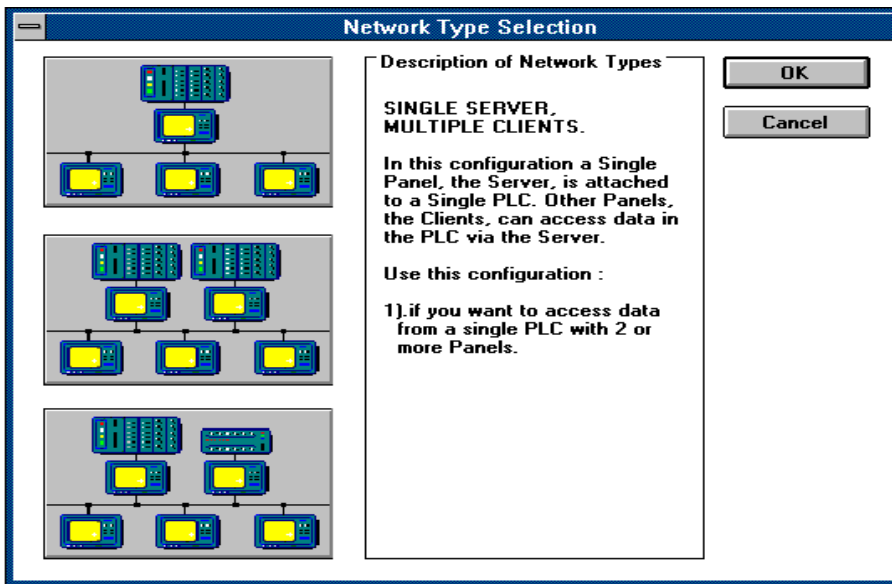 Network Type Selection
Description of Network Types
SINGLE SERVER,
MULTIPLE CLIENTS.
In this configuration a Single
Panel, the Server, is attached
to a Single PLC. Other Panels,
the Clients, can access data in
the PLC via the Server.
Use this configuration :
1).if you want to access data
from a single PLC with 2 or
more Panels.
OK
Cancel